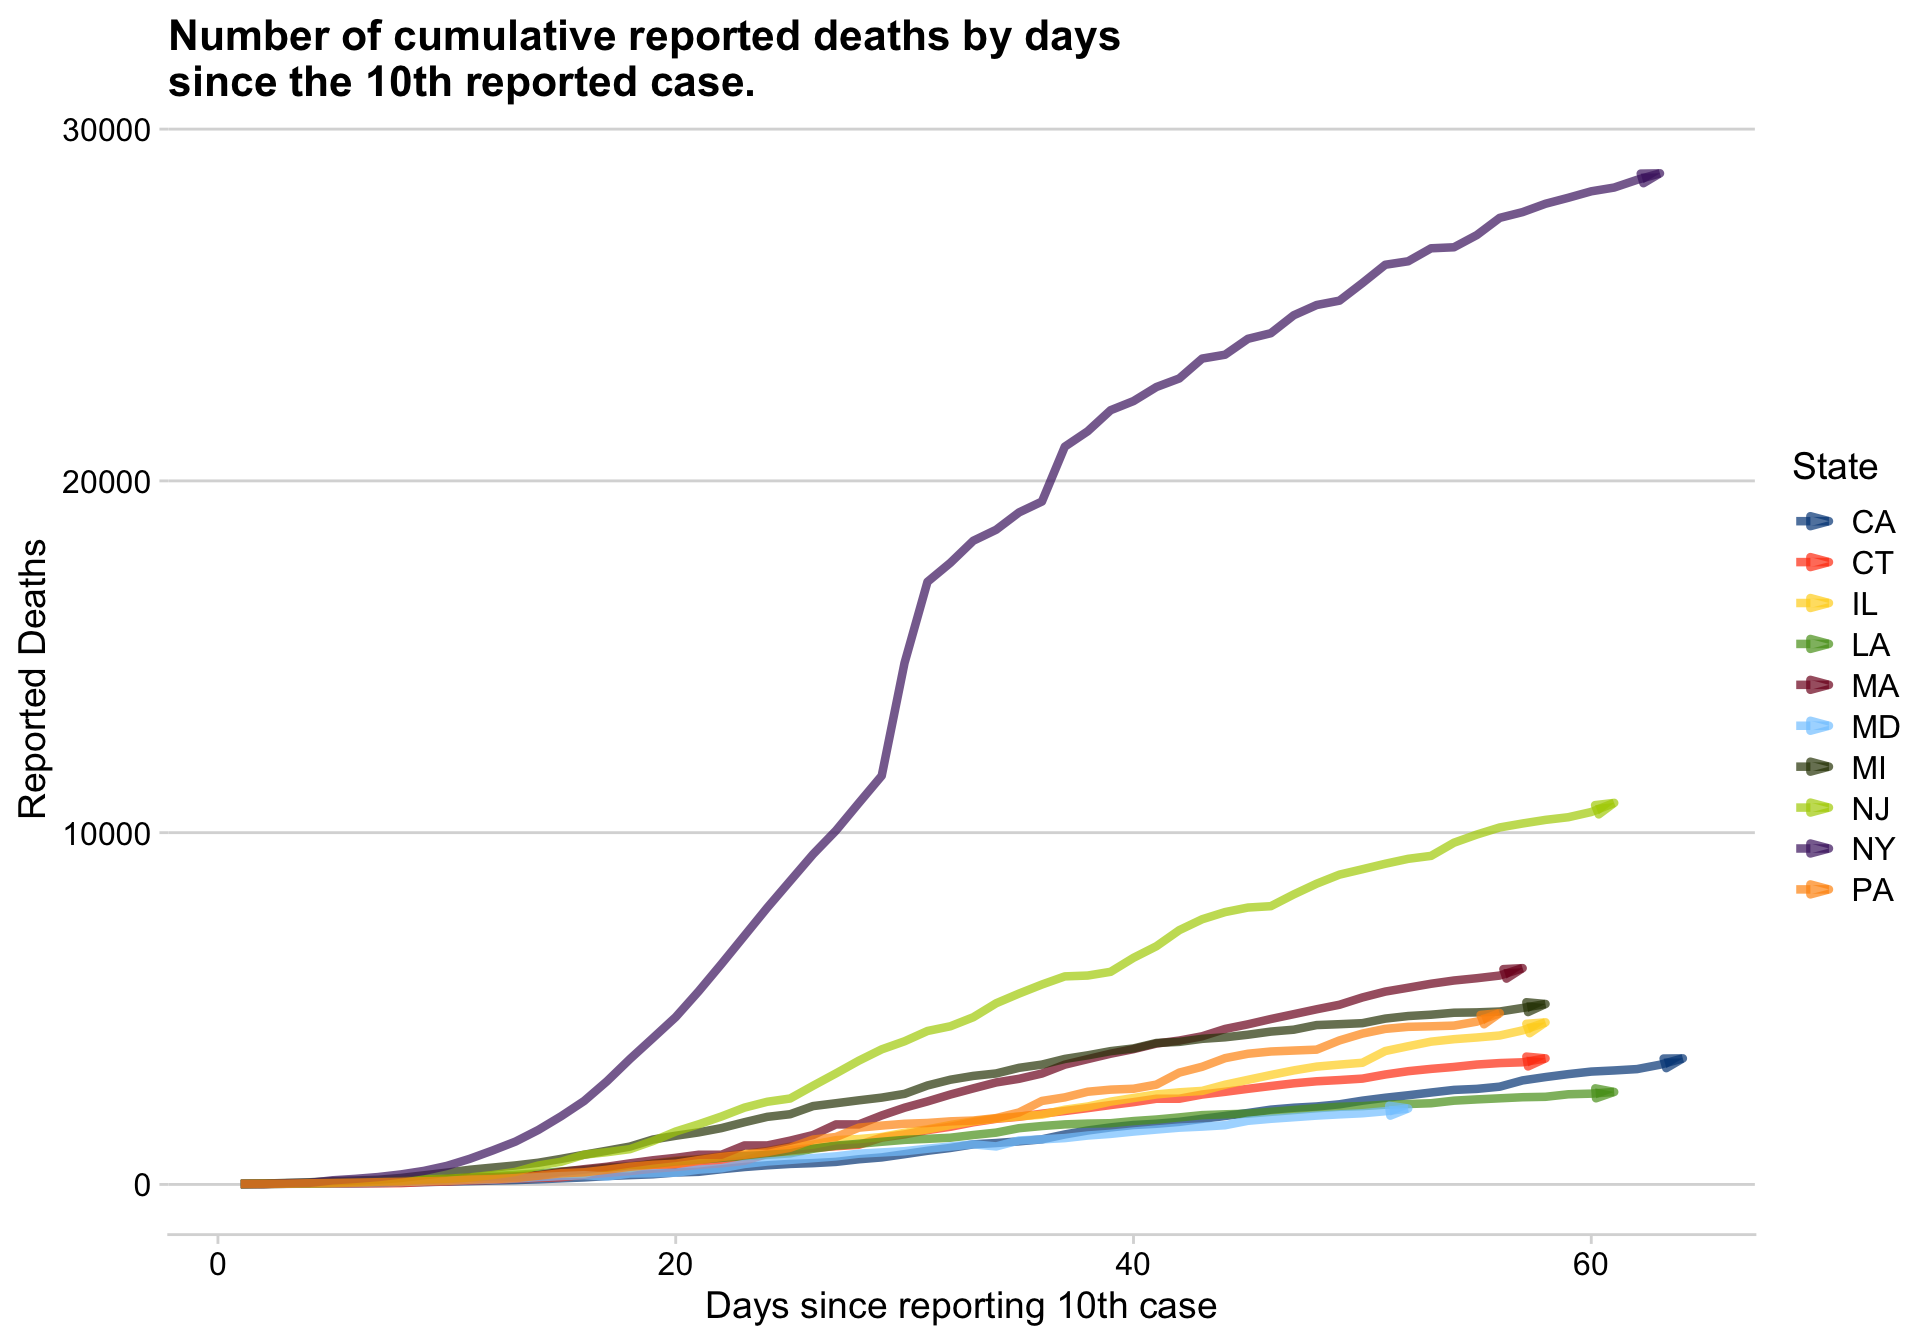 Number of cumulative reported deaths by days
since the 10th reported case.
30000
20000
10000
0
Reported Deaths
0 20 40 60
Days since reporting 10th case
State
CA
CT
IL
LA
MA
MD
MI
NJ
NY
PA